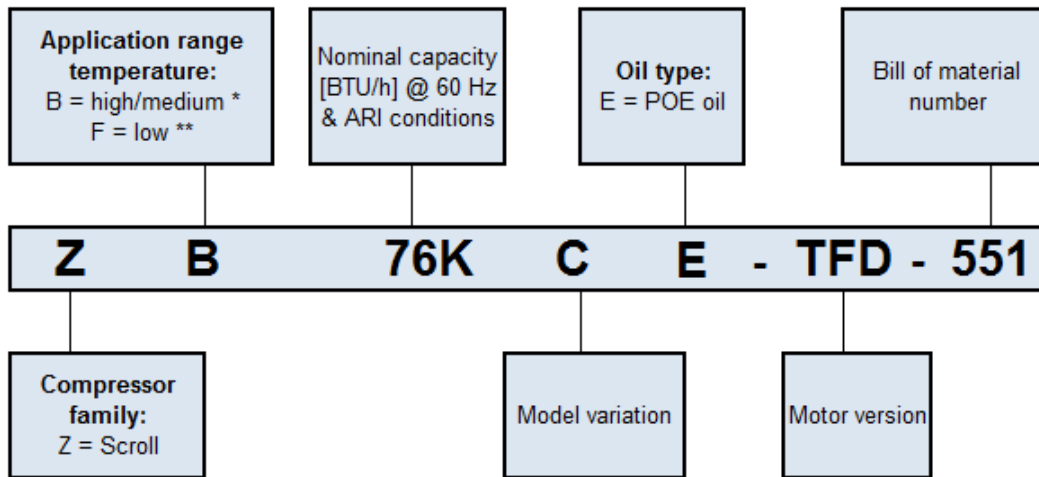 Application range
temperature:
B = high/medium *
F = low **
Nominal capacity
[BTU/h] @ 60 Hz
& ARI conditions
Oil type:
E = POE oil
Bill of material
number
Z B 76K C E - TFD - 551
Compressor
family:
Z = Scroll
Model variation
Motor version